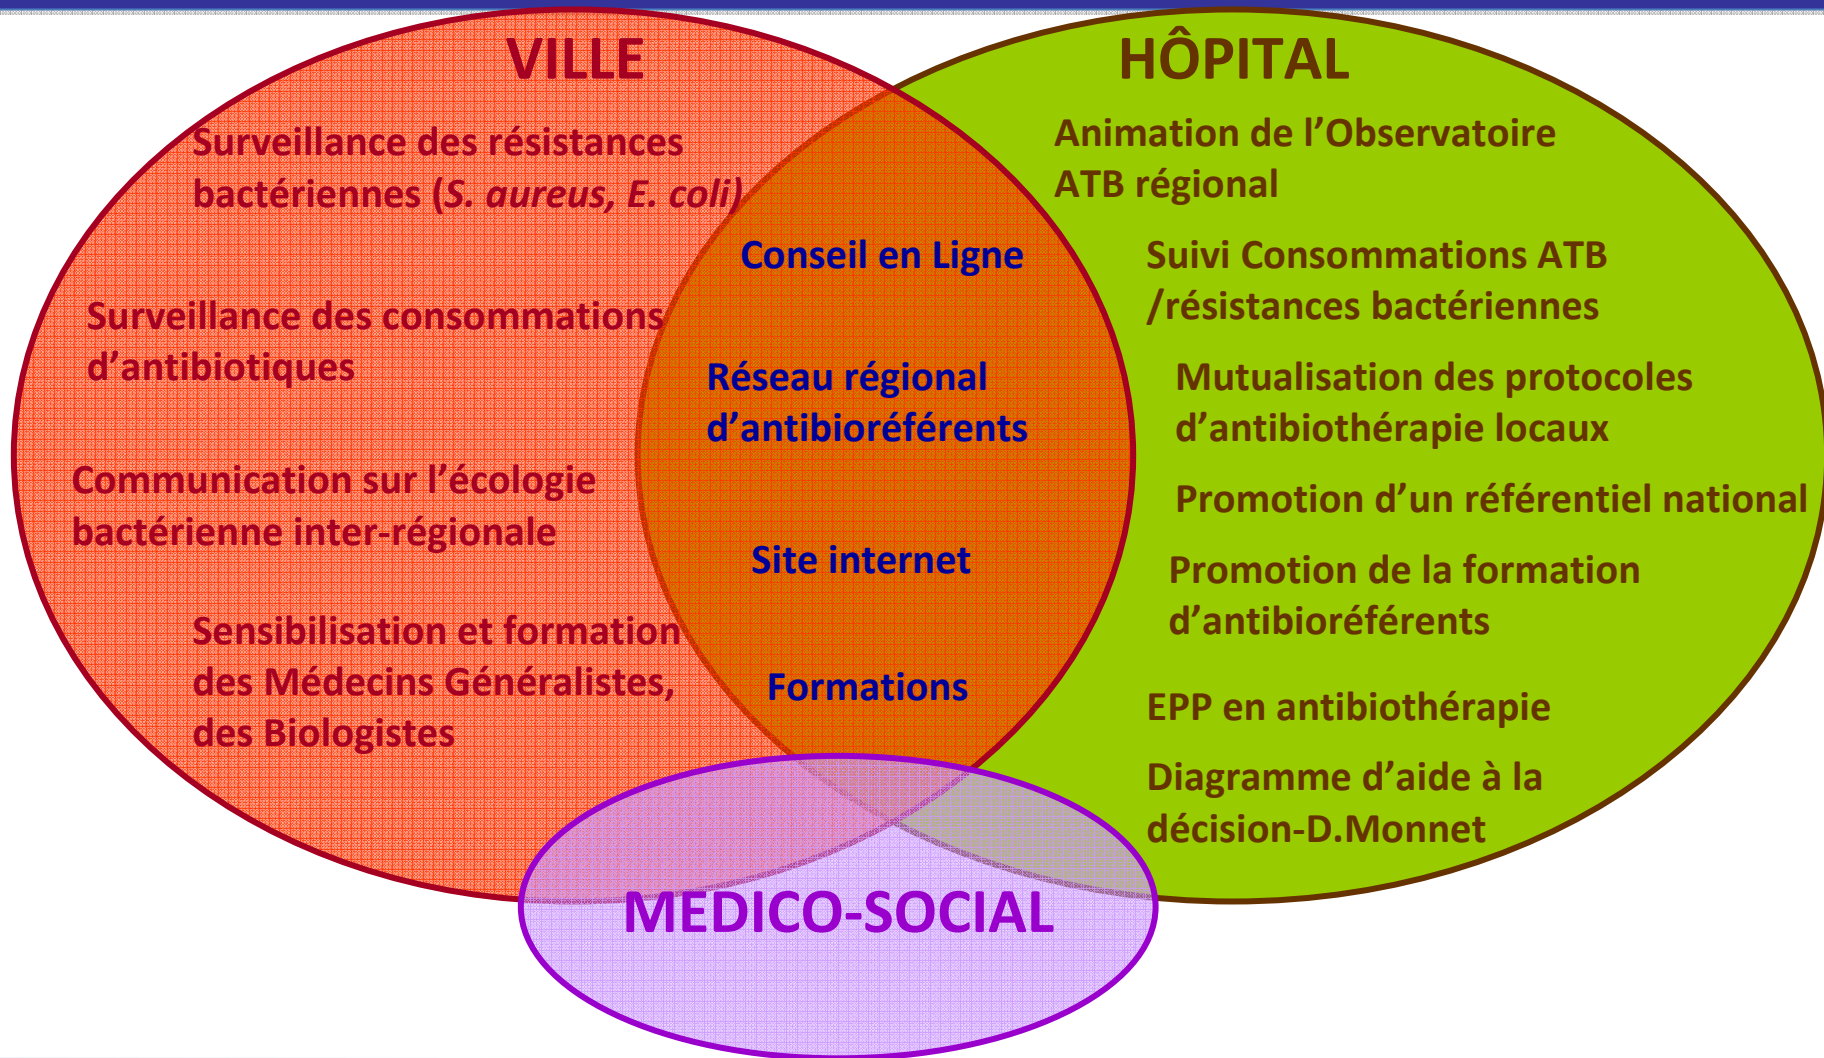 VILLE
Surveillance des résistances
bactériennes (S. aureus, E. coli)
Surveillance des consommations
d’antibiotiques
Communication sur l’écologie
bactérienne inter-régionale
Sensibilisation et formation
des Médecins Généralistes,
des Biologistes
Conseil en Ligne
Réseau régional
d’antibioréférents
Site internet
Formations
HÔPITAL
Animation de l’Observatoire
ATB régional
Suivi Consommations ATB
/résistances bactériennes
Mutualisation des protocoles
d’antibiothérapie locaux
Promotion d’un référentiel national
Promotion de la formation
d’antibioréférents
EPP en antibiothérapie
Diagramme d’aide à la
décision-D.Monnet
MEDICO-SOCIAL